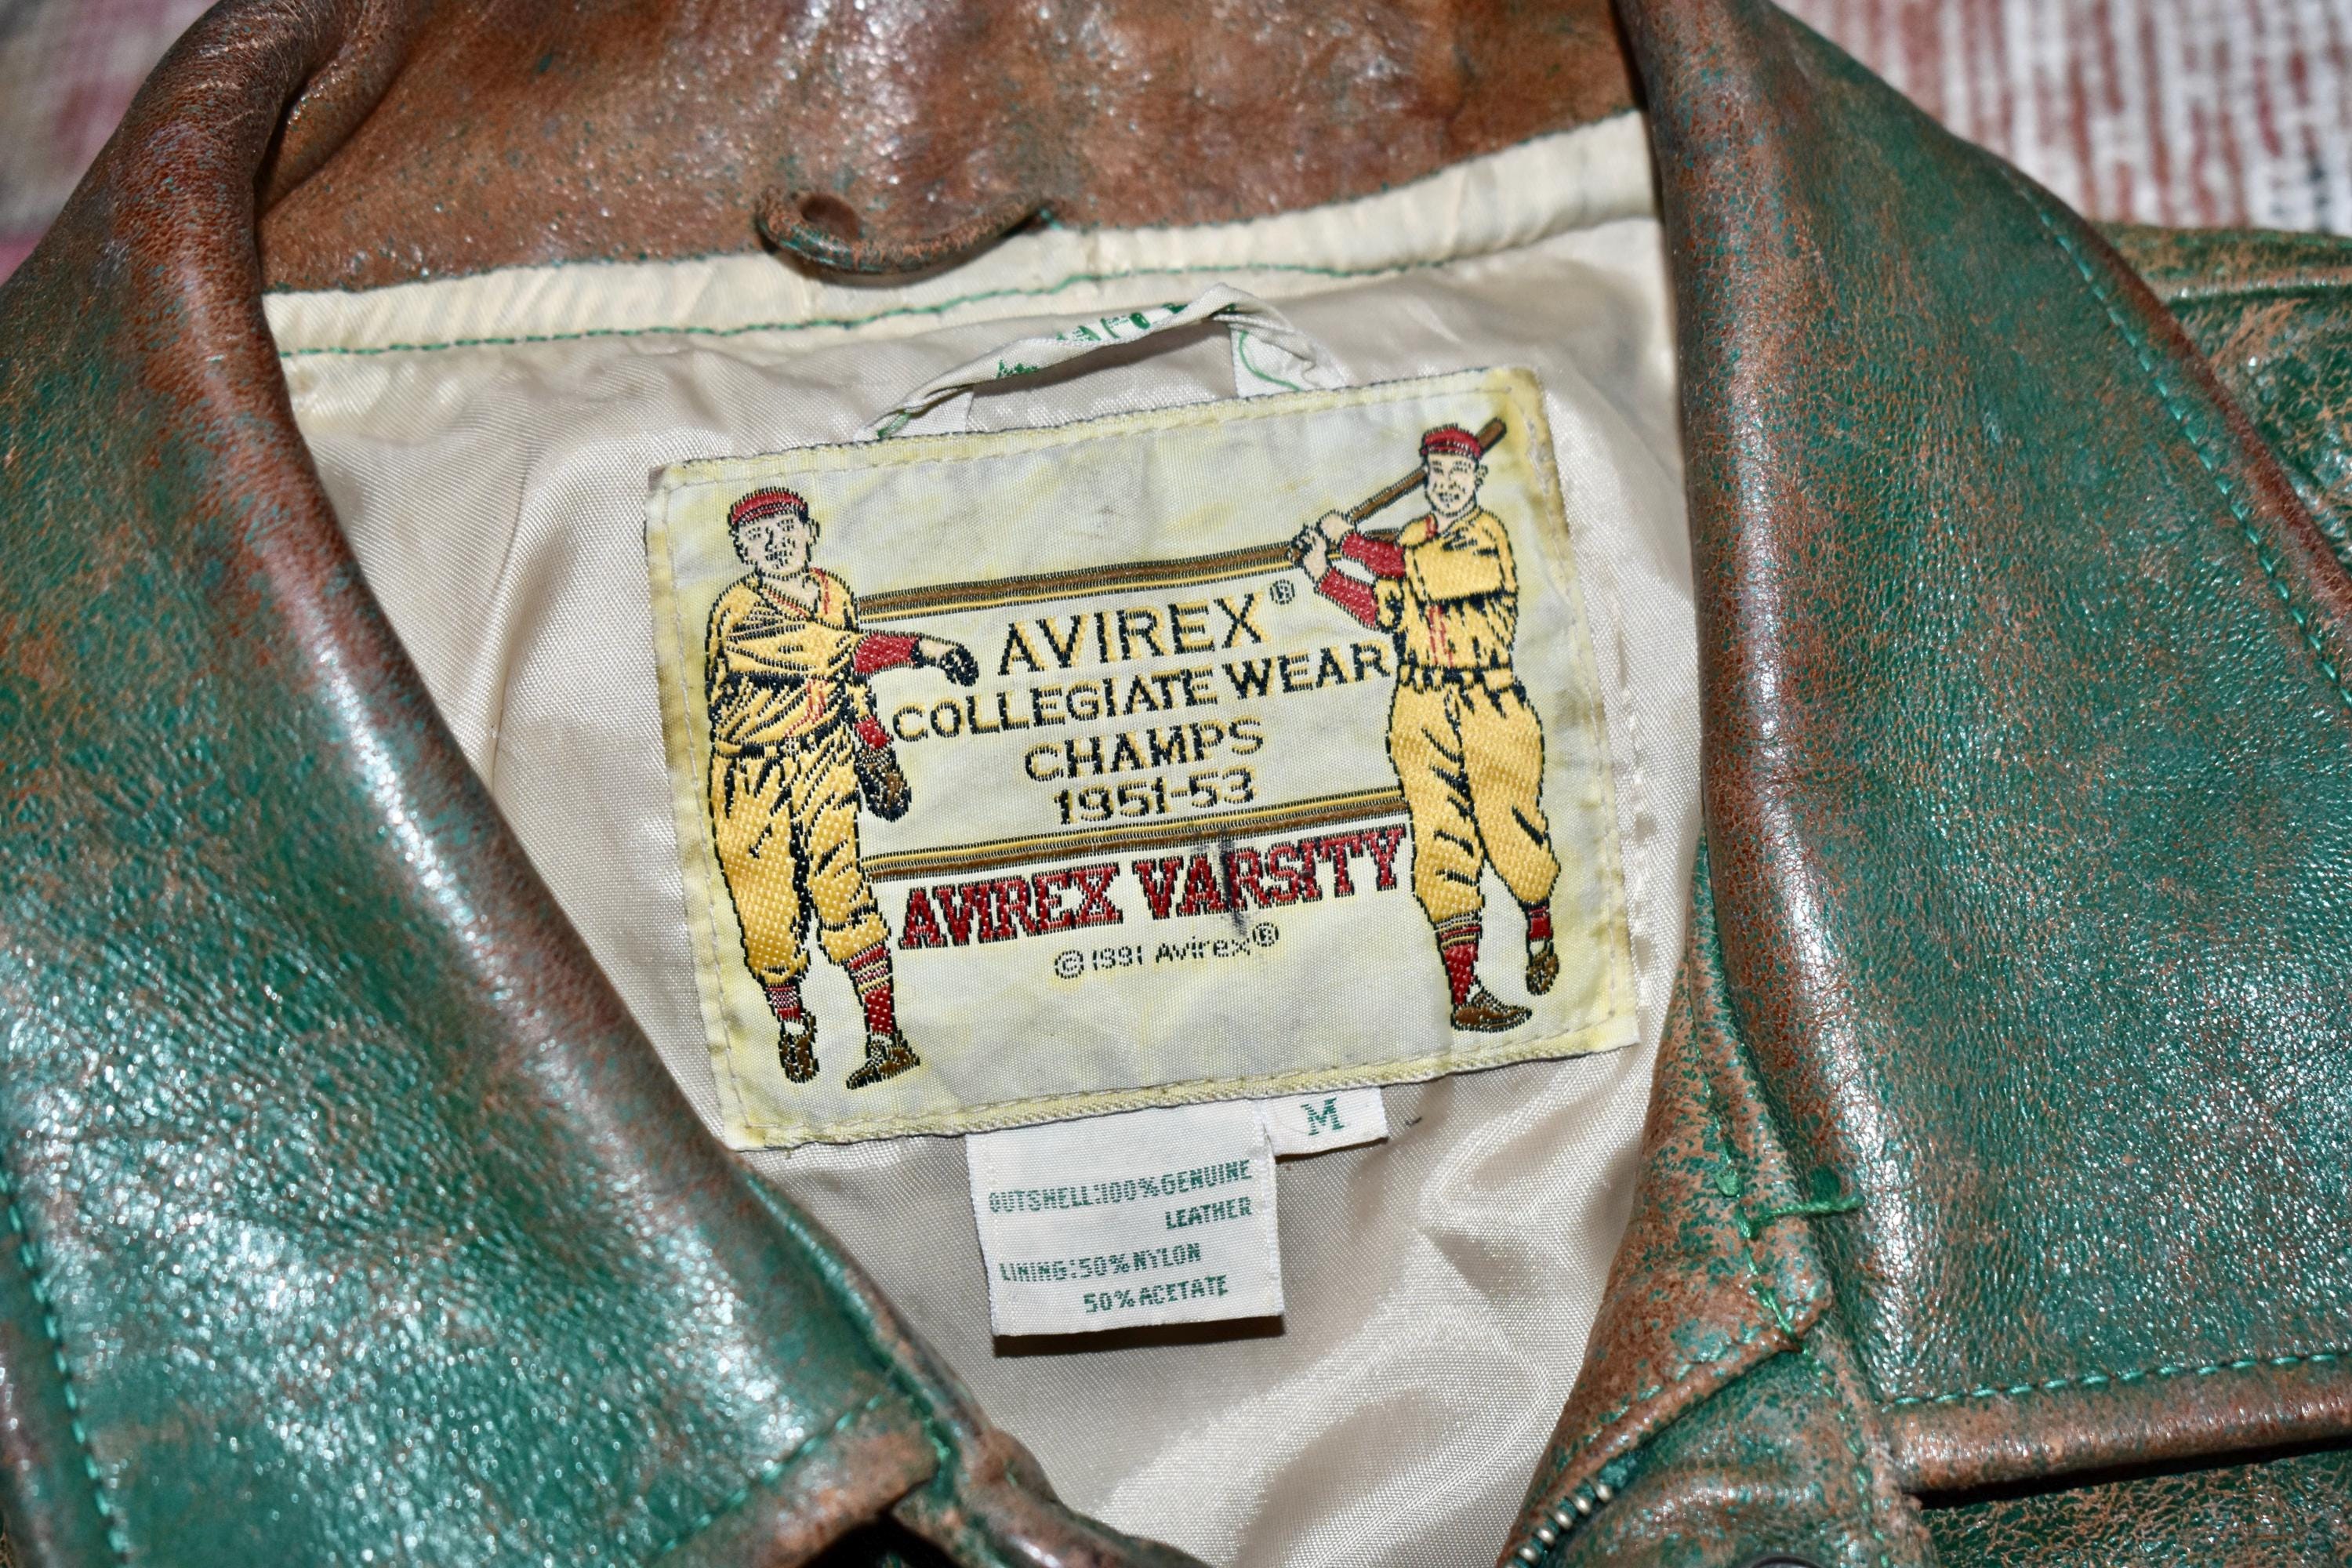 AVIREX®
COLLEGIATE WEAR
CHAMPS
1951-53
AVIREX VARSITY
© 1991 Avirex®
M
OUTSHELL:100%GENUINE
LEATHER
LINING:50%NYLON
50%ACETATE